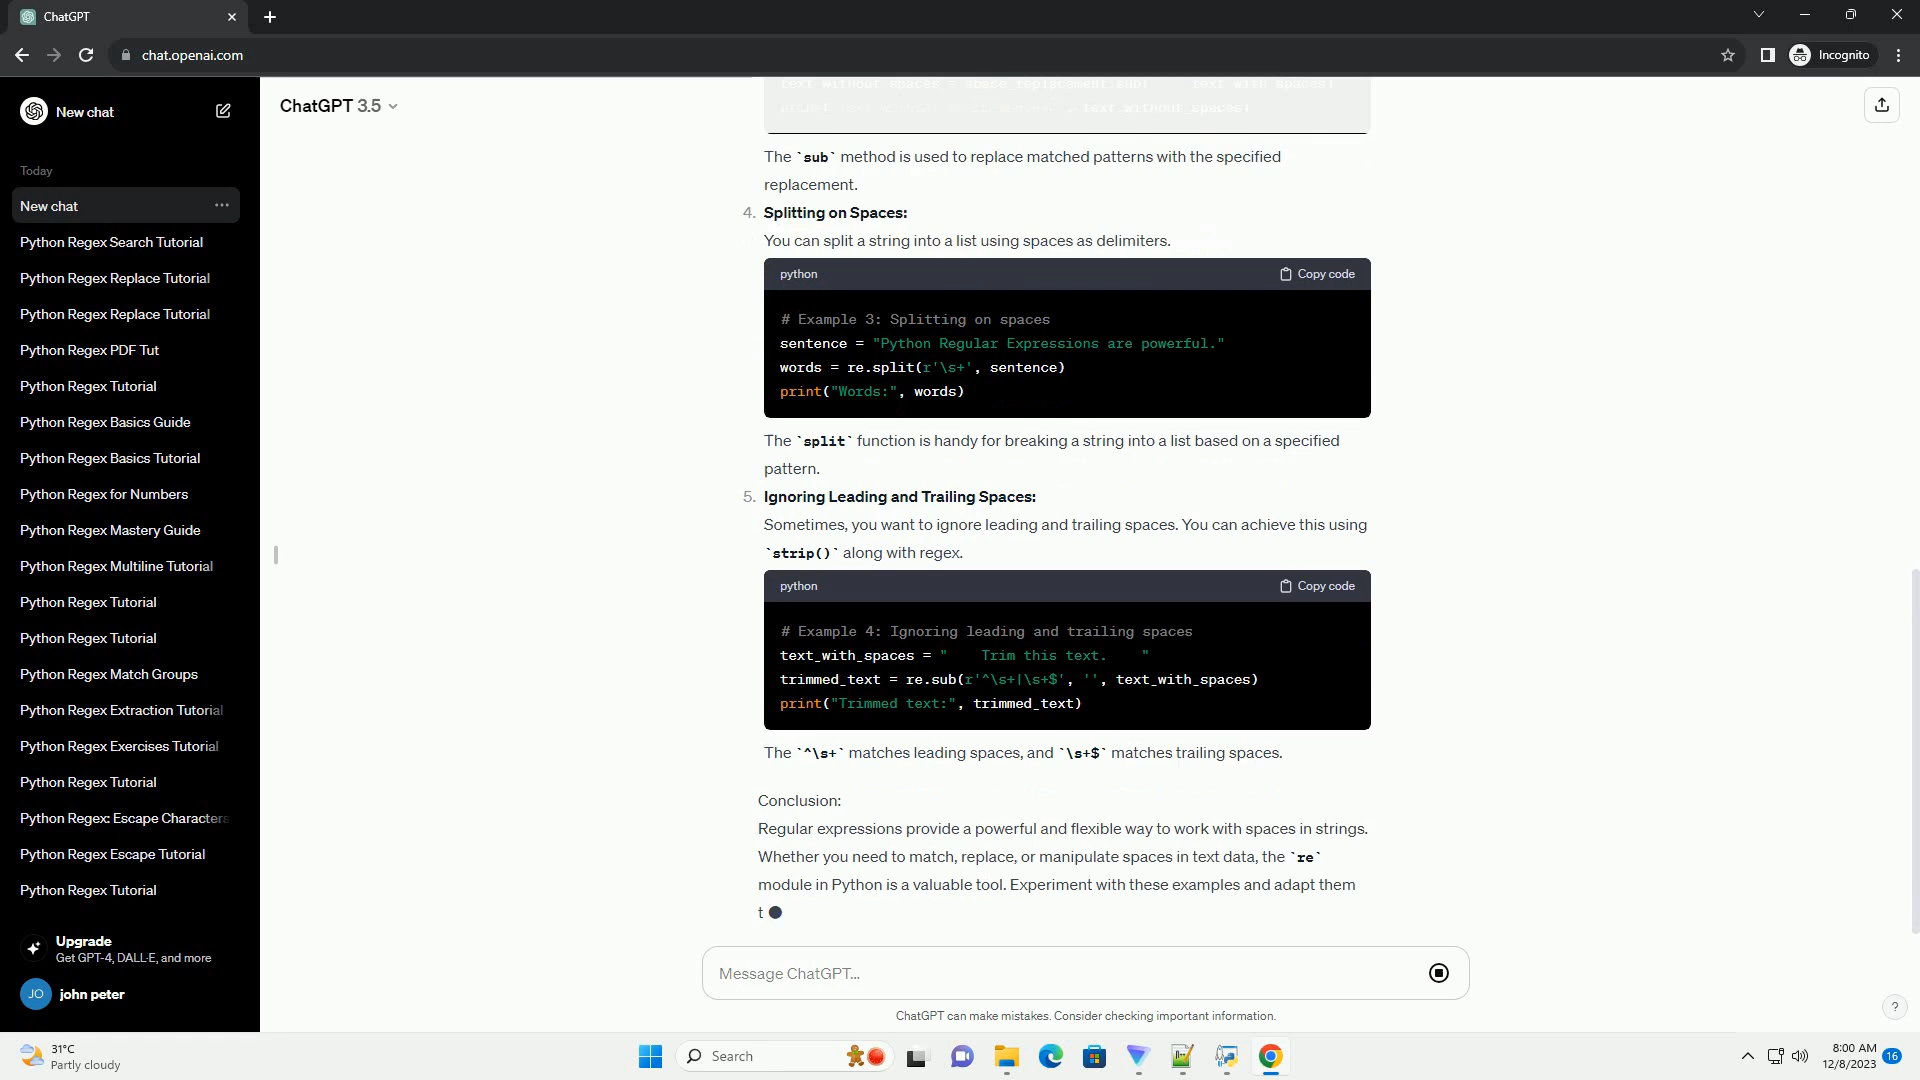 ChatGPT
chat.openai.com
Incognito
New chat
ChatGPT 3.5
Today
New chat
Python Regex Search Tutorial
Python Regex Replace Tutorial
Python Regex Replace Tutorial
Python Regex PDF Tut
Python Regex Tutorial
Python Regex Basics Guide
Python Regex Basics Tutorial
Python Regex for Numbers
Python Regex Mastery Guide
Python Regex Multiline Tutorial
Python Regex Tutorial
Python Regex Tutorial
Python Regex Match Groups
Python Regex Extraction Tutorial
Python Regex Exercises Tutorial
Python Regex Tutorial
Python Regex: Escape Characters
Python Regex Escape Tutorial
Python Regex Tutorial
Upgrade
Get GPT-4, DALL·E, and more
JO john peter
The `sub` method is used to replace matched patterns with the specified
replacement.
4. Splitting on Spaces:
You can split a string into a list using spaces as delimiters.
python Copy code
# Example 3: Splitting on spaces
sentence = "Python Regular Expressions are powerful."
words = re.split(r'\s+', sentence)
print("Words:", words)
The `split` function is handy for breaking a string into a list based on a specified
pattern.
5. Ignoring Leading and Trailing Spaces:
Sometimes, you want to ignore leading and trailing spaces. You can achieve this using
`strip()` along with regex.
python Copy code
# Example 4: Ignoring leading and trailing spaces
text_with_spaces = "    Trim this text.    "
trimmed_text = re.sub(r'^\s+|\s+$', '', text_with_spaces)
print("Trimmed text:", trimmed_text)
The `^\s+` matches leading spaces, and `\s+$` matches trailing spaces.
Conclusion:
Regular expressions provide a powerful and flexible way to work with spaces in strings.
Whether you need to match, replace, or manipulate spaces in text data, the `re`
module in Python is a valuable tool. Experiment with these examples and adapt them
t
Message ChatGPT...
ChatGPT can make mistakes. Consider checking important information.
?
31°C
Partly cloudy
Search
8:00 AM
12/8/2023
16